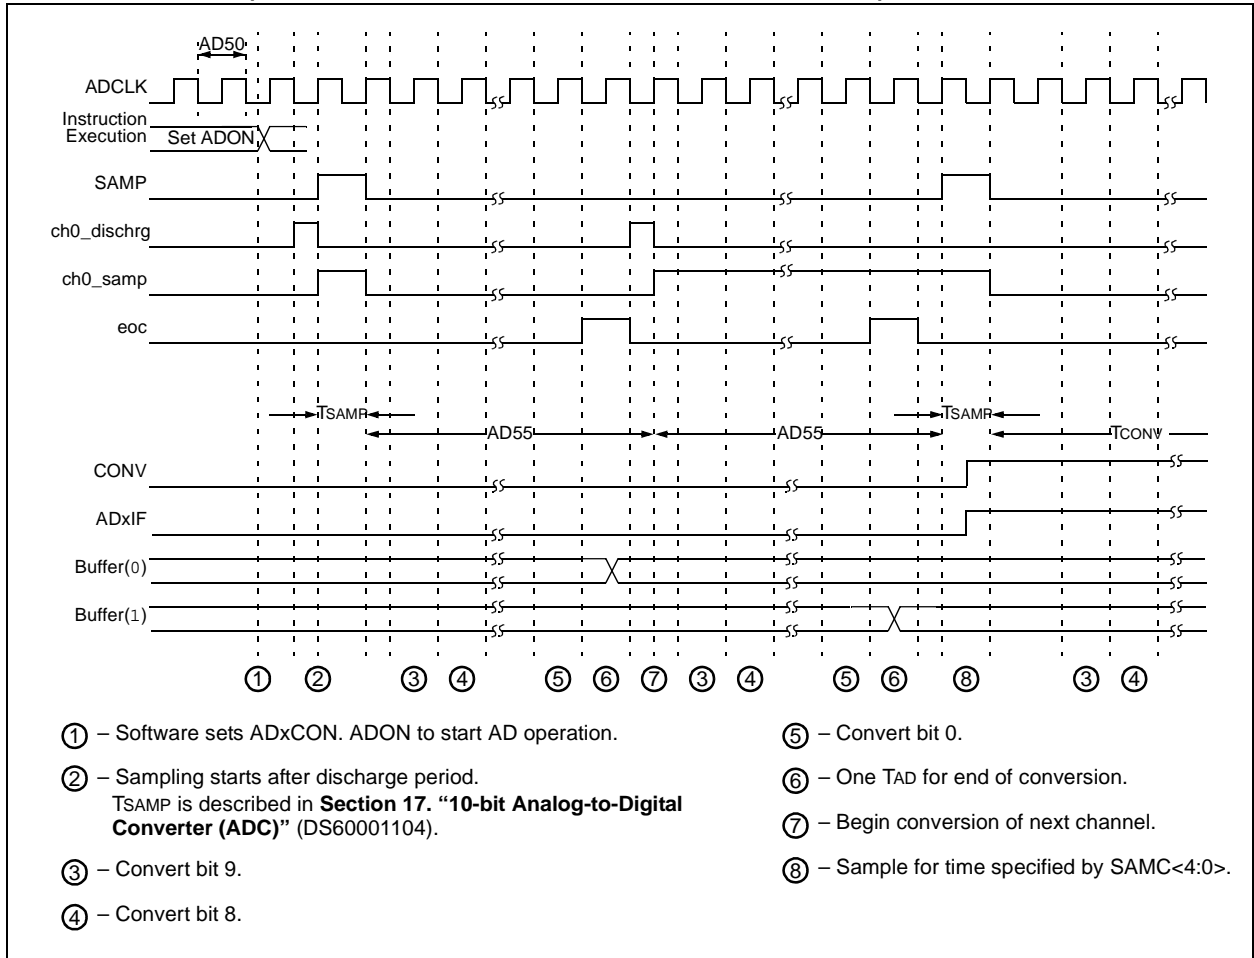 AD50
ADCLK
Instruction
Execution
Set ADON
SAMP
ch0_dischrg
ch0_samp
eoc
TSAMP
TSAMP
AD55
AD55
TCONV
CONV
ADxIF
Buffer(0)
Buffer(1)
1 2 3 4 5 6 7 3 4 5 6 8 3 4
1 – Software sets ADxCON. ADON to start AD operation.
2 – Sampling starts after discharge period.
TSAMP is described in Section 17. “10-bit Analog-to-Digital
Converter (ADC)” (DS60001104).
3 – Convert bit 9.
4 – Convert bit 8.
5 – Convert bit 0.
6 – One TAD for end of conversion.
7 – Begin conversion of next channel.
8 – Sample for time specified by SAMC<4:0>.